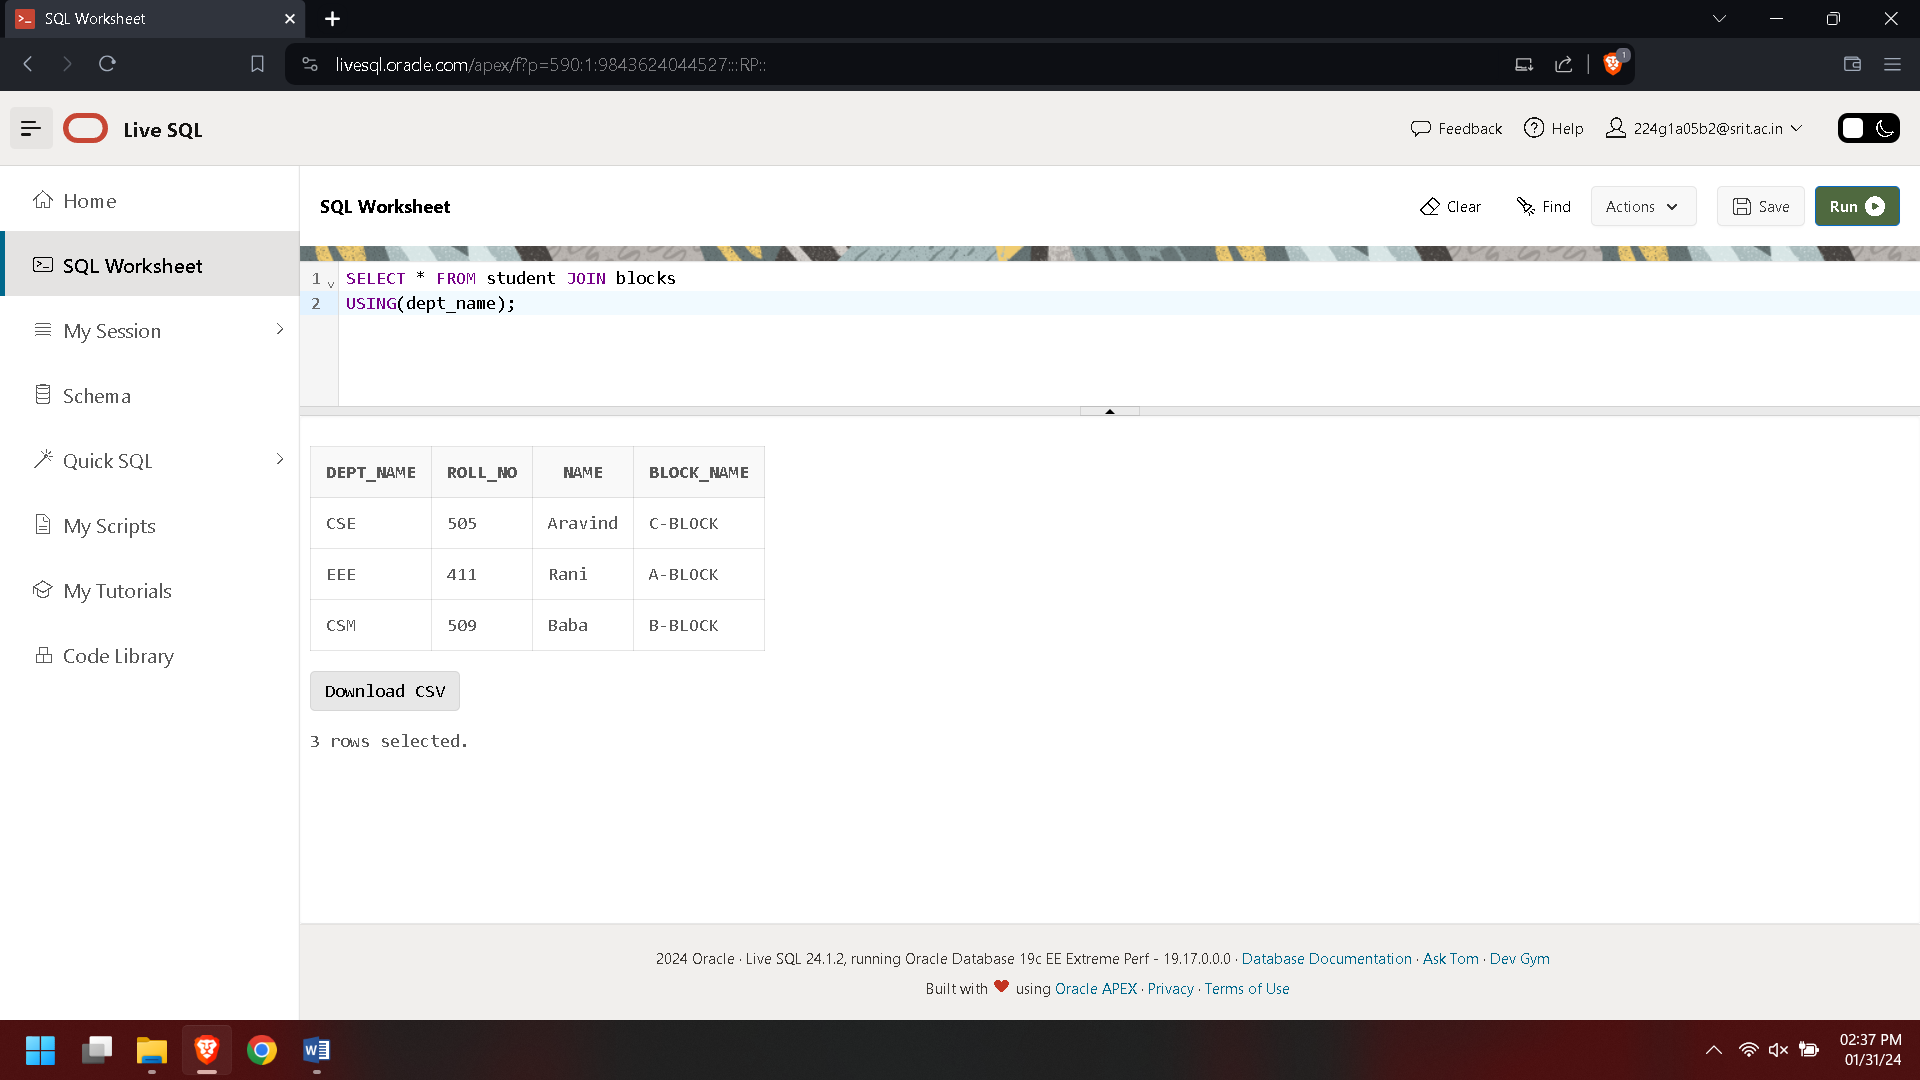 SQL Worksheet
livesql.oracle.com/apex/f?p=590:1:9843624044527:::RP::
1
Live SQL
Feedback
Help
224g1a05b2@srit.ac.in
Home
SQL Worksheet
My Session
Schema
Quick SQL
My Scripts
My Tutorials
Code Library
SQL Worksheet
Clear
Find
Actions
Save
Run
1 SELECT * FROM student JOIN blocks
2 USING(dept_name);
DEPT_NAME ROLL_NO NAME BLOCK_NAME
CSE 505 Aravind C-BLOCK
EEE 411 Rani A-BLOCK
CSM 509 Baba B-BLOCK
Download CSV
3 rows selected.
2024 Oracle · Live SQL 24.1.2, running Oracle Database 19c EE Extreme Perf - 19.17.0.0.0 · Database Documentation · Ask Tom · Dev Gym
Built with ❤ using Oracle APEX · Privacy · Terms of Use
W
02:37 PM
01/31/24